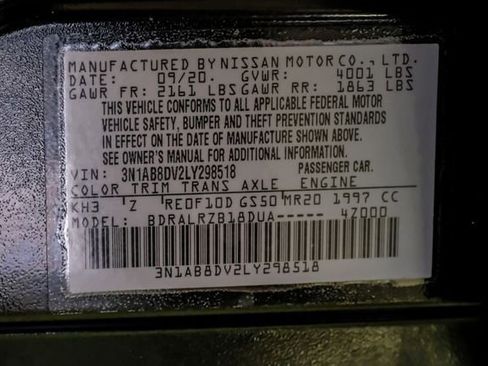 MANUFACTURED BY NISSAN MOTOR CO., LTD.
DATE: 09/20. GVWR: 4001 LBS
GAWR FR: 2161 LBS GAWR RR: 1863 LBS
THIS VEHICLE CONFORMS TO ALL APPLICABLE FEDERAL MOTOR
VEHICLE SAFETY, BUMPER AND THEFT PREVENTION STANDARDS
IN EFFECT ON THE DATE OF MANUFACTURE SHOWN ABOVE.
SEE OWNER'S MANUAL FOR ADDITIONAL INFORMATION.
VIN: 3N1AB8DV2LY298518 PASSENGER CAR.
COLOR TRIM TRANS AXLE ENGINE
KH3 Z RE0F10D GS50 MR20 1997 CC
MODEL: BDRALRZB18DUA----- 4Z000
3N1AB8DV2LY298518